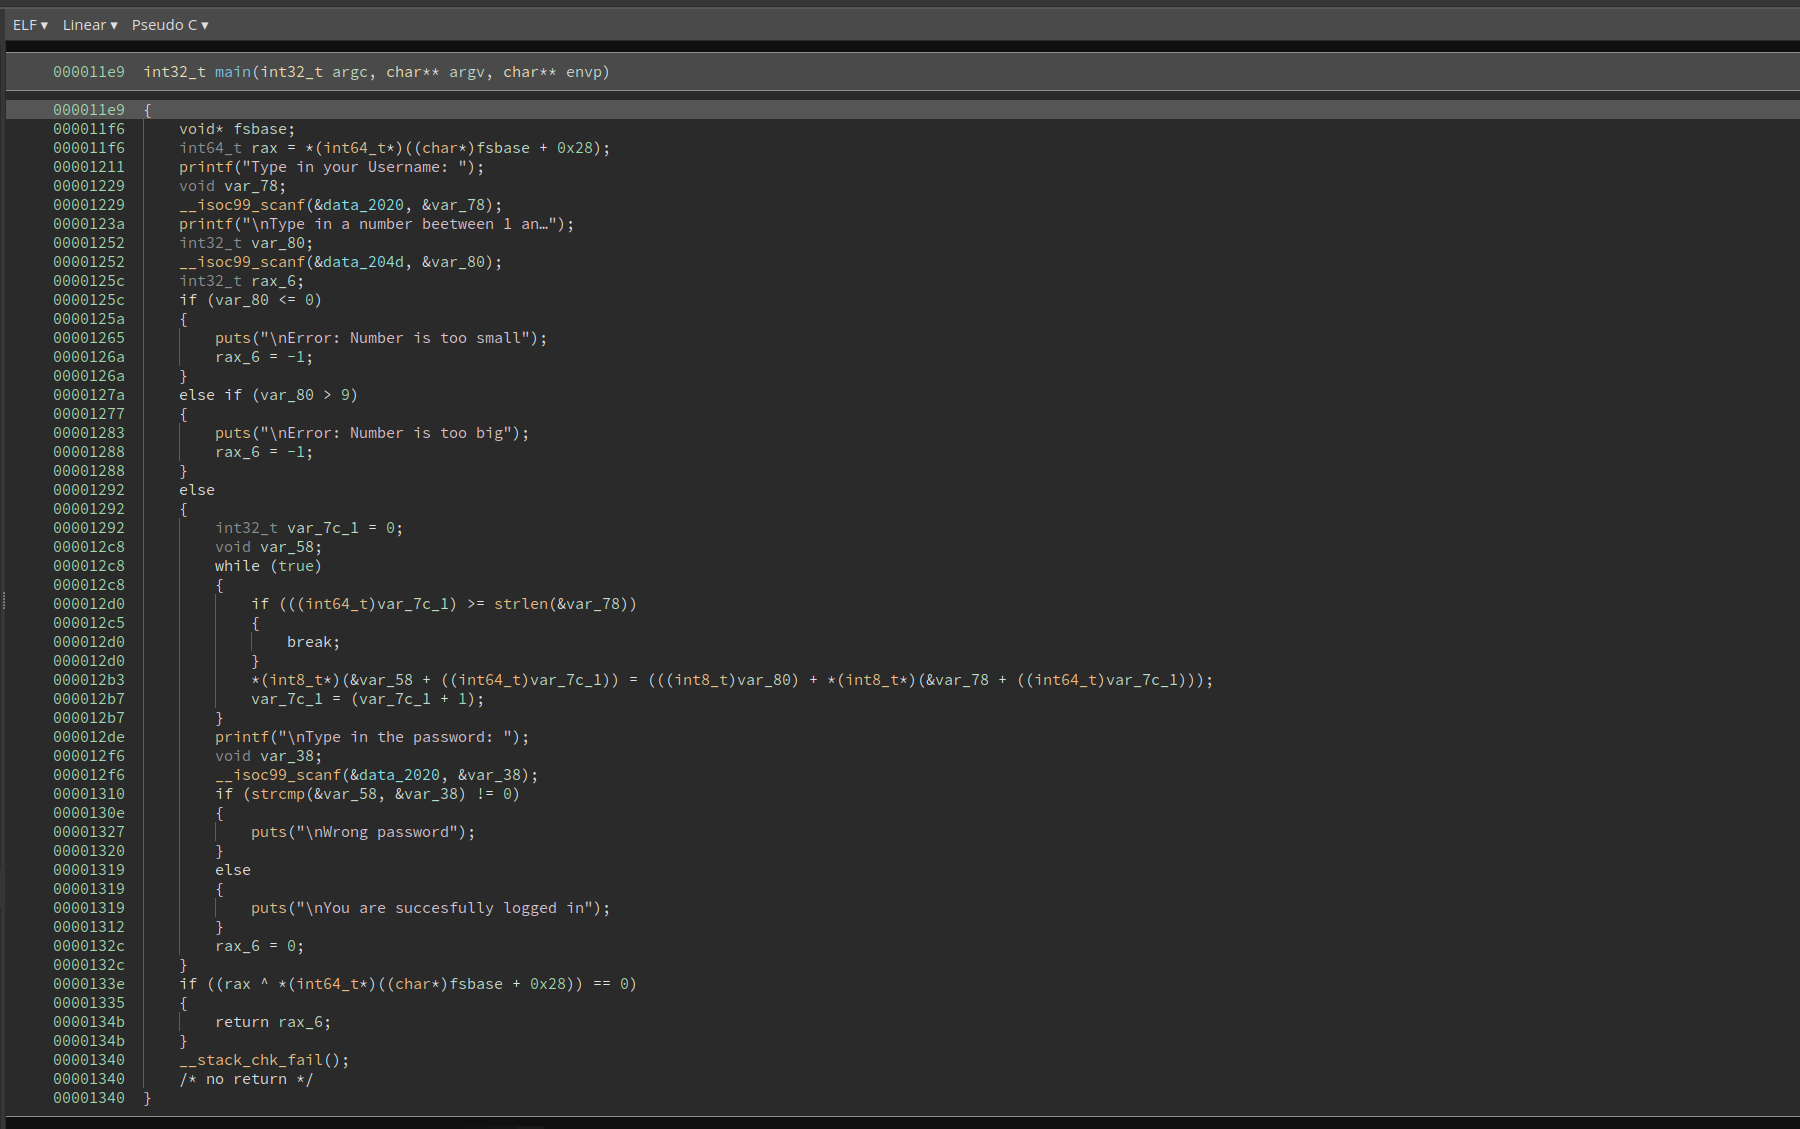 ELF ▾ Linear ▾ Pseudo C ▾
000011e9 int32_t main(int32_t argc, char** argv, char** envp)
000011e9 {
000011f6     void* fsbase;
000011f6     int64_t rax = *(int64_t*)((char*)fsbase + 0x28);
00001211     printf("Type in your Username: ");
00001229     void var_78;
00001229     __isoc99_scanf(&data_2020, &var_78);
0000123a     printf("\nType in a number beetween 1 an…");
00001252     int32_t var_80;
00001252     __isoc99_scanf(&data_204d, &var_80);
0000125c     int32_t rax_6;
0000125c     if (var_80 <= 0)
0000125a     {
00001265         puts("\nError: Number is too small");
0000126a         rax_6 = -1;
0000126a     }
0000127a     else if (var_80 > 9)
00001277     {
00001283         puts("\nError: Number is too big");
00001288         rax_6 = -1;
00001288     }
00001292     else
00001292     {
00001292         int32_t var_7c_1 = 0;
000012c8         void var_58;
000012c8         while (true)
000012c8         {
000012d0             if (((int64_t)var_7c_1) >= strlen(&var_78))
000012c5             {
000012d0                 break;
000012d0             }
000012b3             *(int8_t*)(&var_58 + ((int64_t)var_7c_1)) = (((int8_t)var_80) + *(int8_t*)(&var_78 + ((int64_t)var_7c_1)));
000012b7             var_7c_1 = (var_7c_1 + 1);
000012b7         }
000012de         printf("\nType in the password: ");
000012f6         void var_38;
000012f6         __isoc99_scanf(&data_2020, &var_38);
00001310         if (strcmp(&var_58, &var_38) != 0)
0000130e         {
00001327             puts("\nWrong password");
00001320         }
00001319         else
00001319         {
00001319             puts("\nYou are succesfully logged in");
00001312         }
0000132c         rax_6 = 0;
0000132c     }
0000133e     if ((rax ^ *(int64_t*)((char*)fsbase + 0x28)) == 0)
00001335     {
0000134b         return rax_6;
0000134b     }
00001340     __stack_chk_fail();
00001340     /* no return */
00001340 }